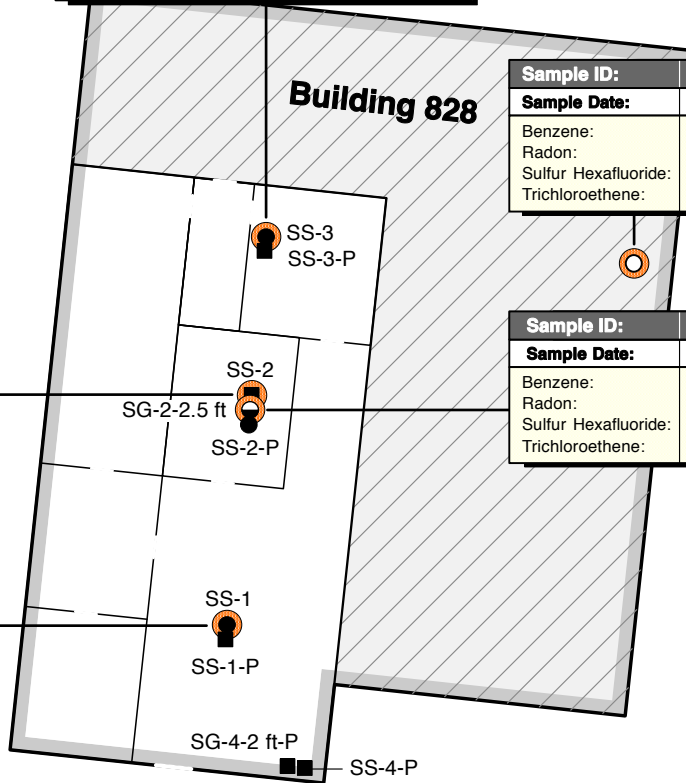 Building 828
Sample ID:
Sample Date:
Benzene:
Radon:
Sulfur Hexafluoride:
Trichloroethene:
SS-3
SS-3-P
SS-2
SG-2-2.5 ft
SS-2-P
Sample ID:
Sample Date:
Benzene:
Radon:
Sulfur Hexafluoride:
Trichloroethene:
SS-1
SS-1-P
SG-4-2 ft-P
SS-4-P